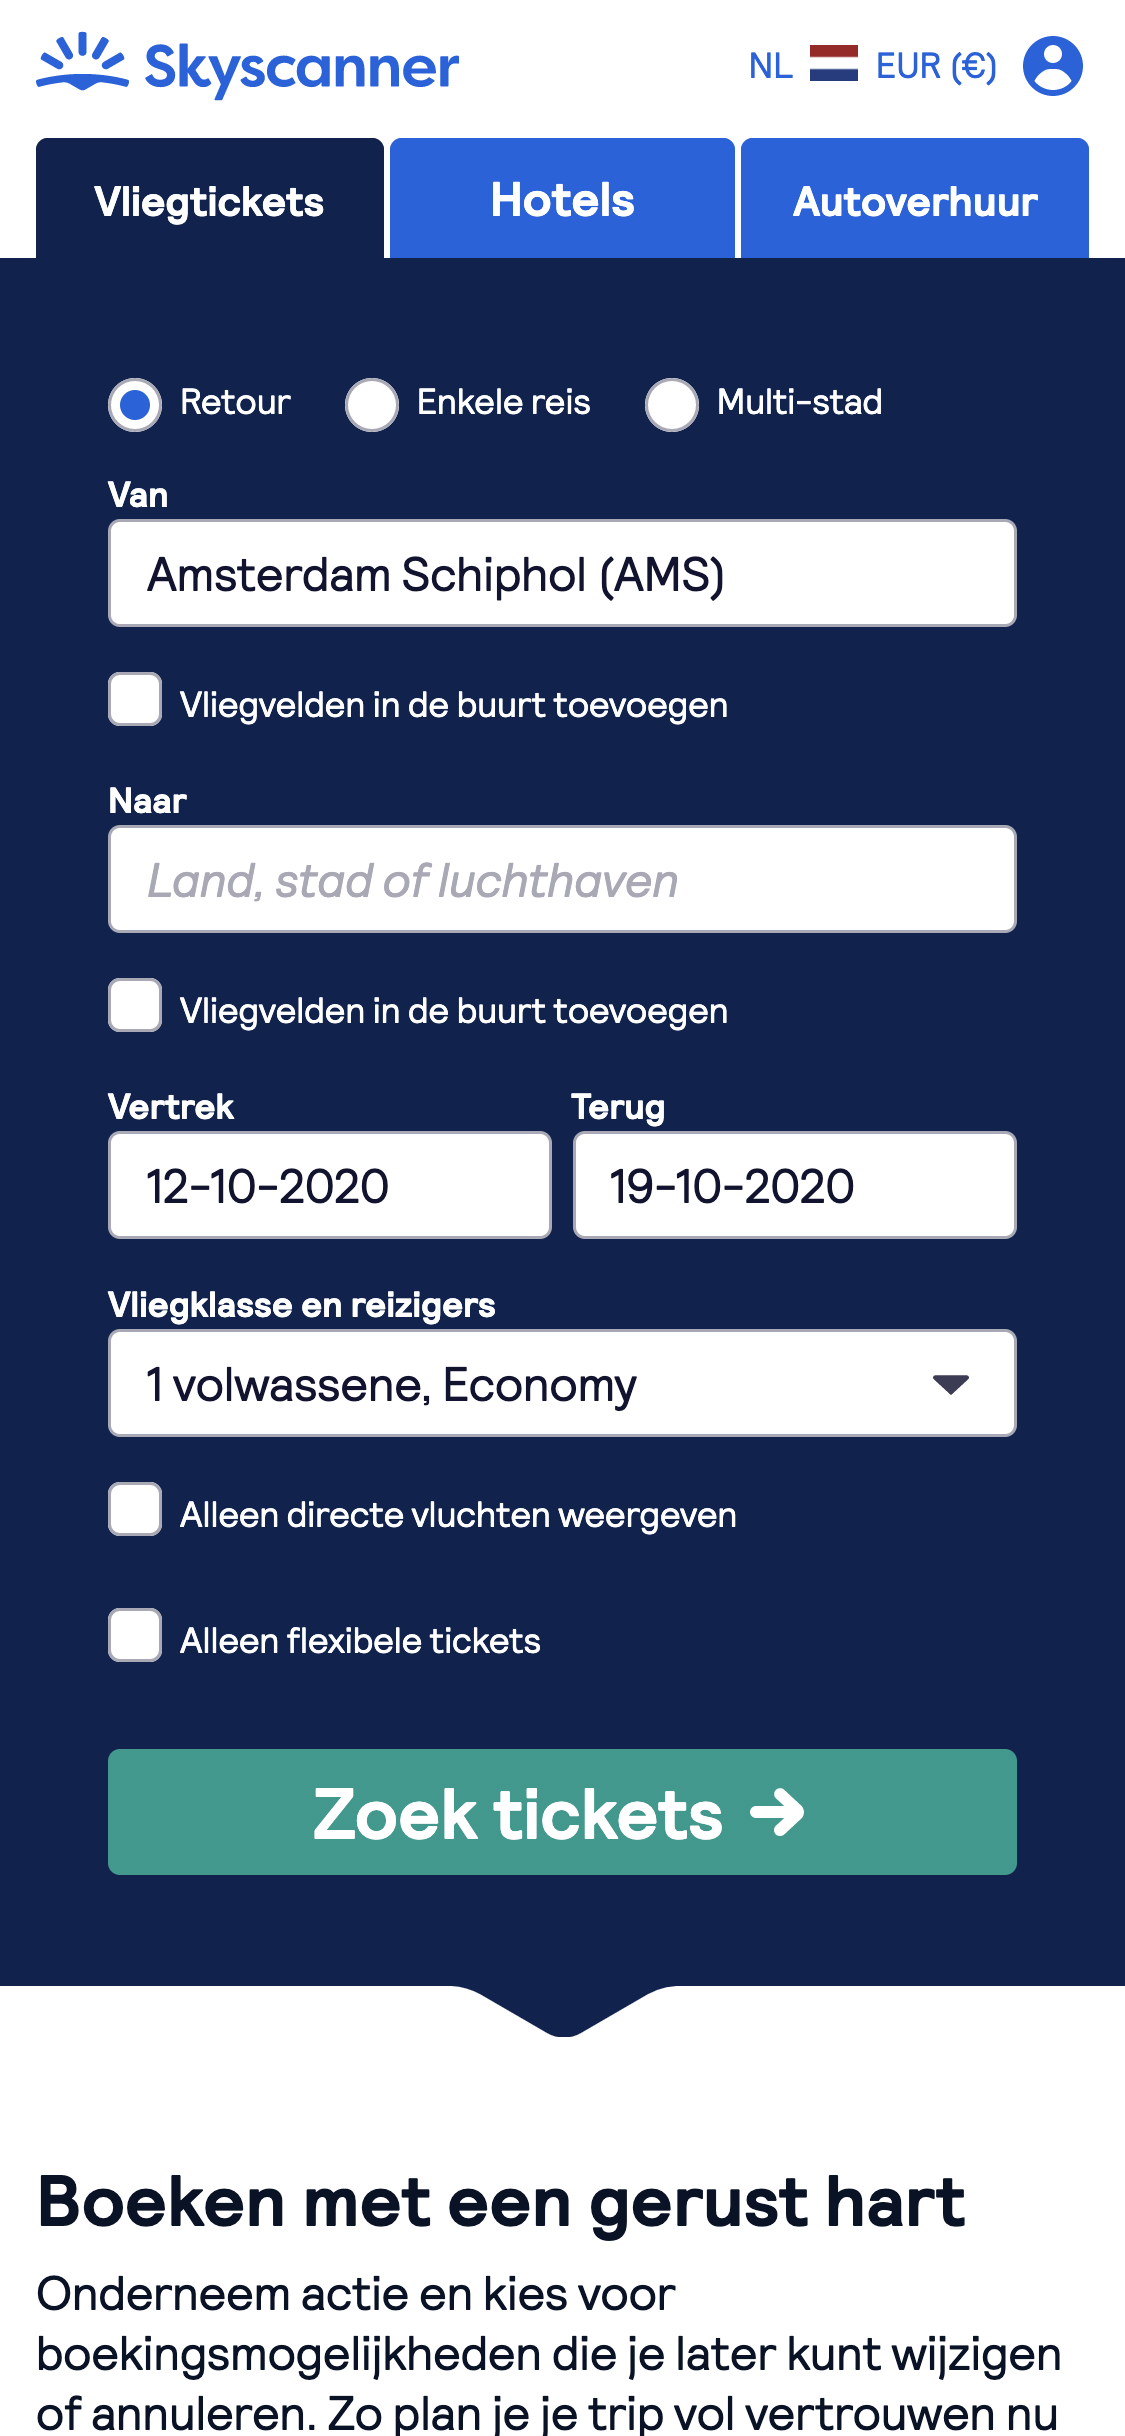 Skyscanner
NL EUR (€)
Vliegtickets Hotels Autoverhuur
Retour Enkele reis Multi-stad
Van
Amsterdam Schiphol (AMS)
Vliegvelden in de buurt toevoegen
Naar
Land, stad of luchthaven
Vliegvelden in de buurt toevoegen
Vertrek Terug
12-10-2020 19-10-2020
Vliegklasse en reizigers
1 volwassene, Economy
Alleen directe vluchten weergeven
Alleen flexibele tickets
Zoek tickets →
Boeken met een gerust hart
Onderneem actie en kies voor
boekingsmogelijkheden die je later kunt wijzigen
of annuleren. Zo plan je je trip vol vertrouwen nu